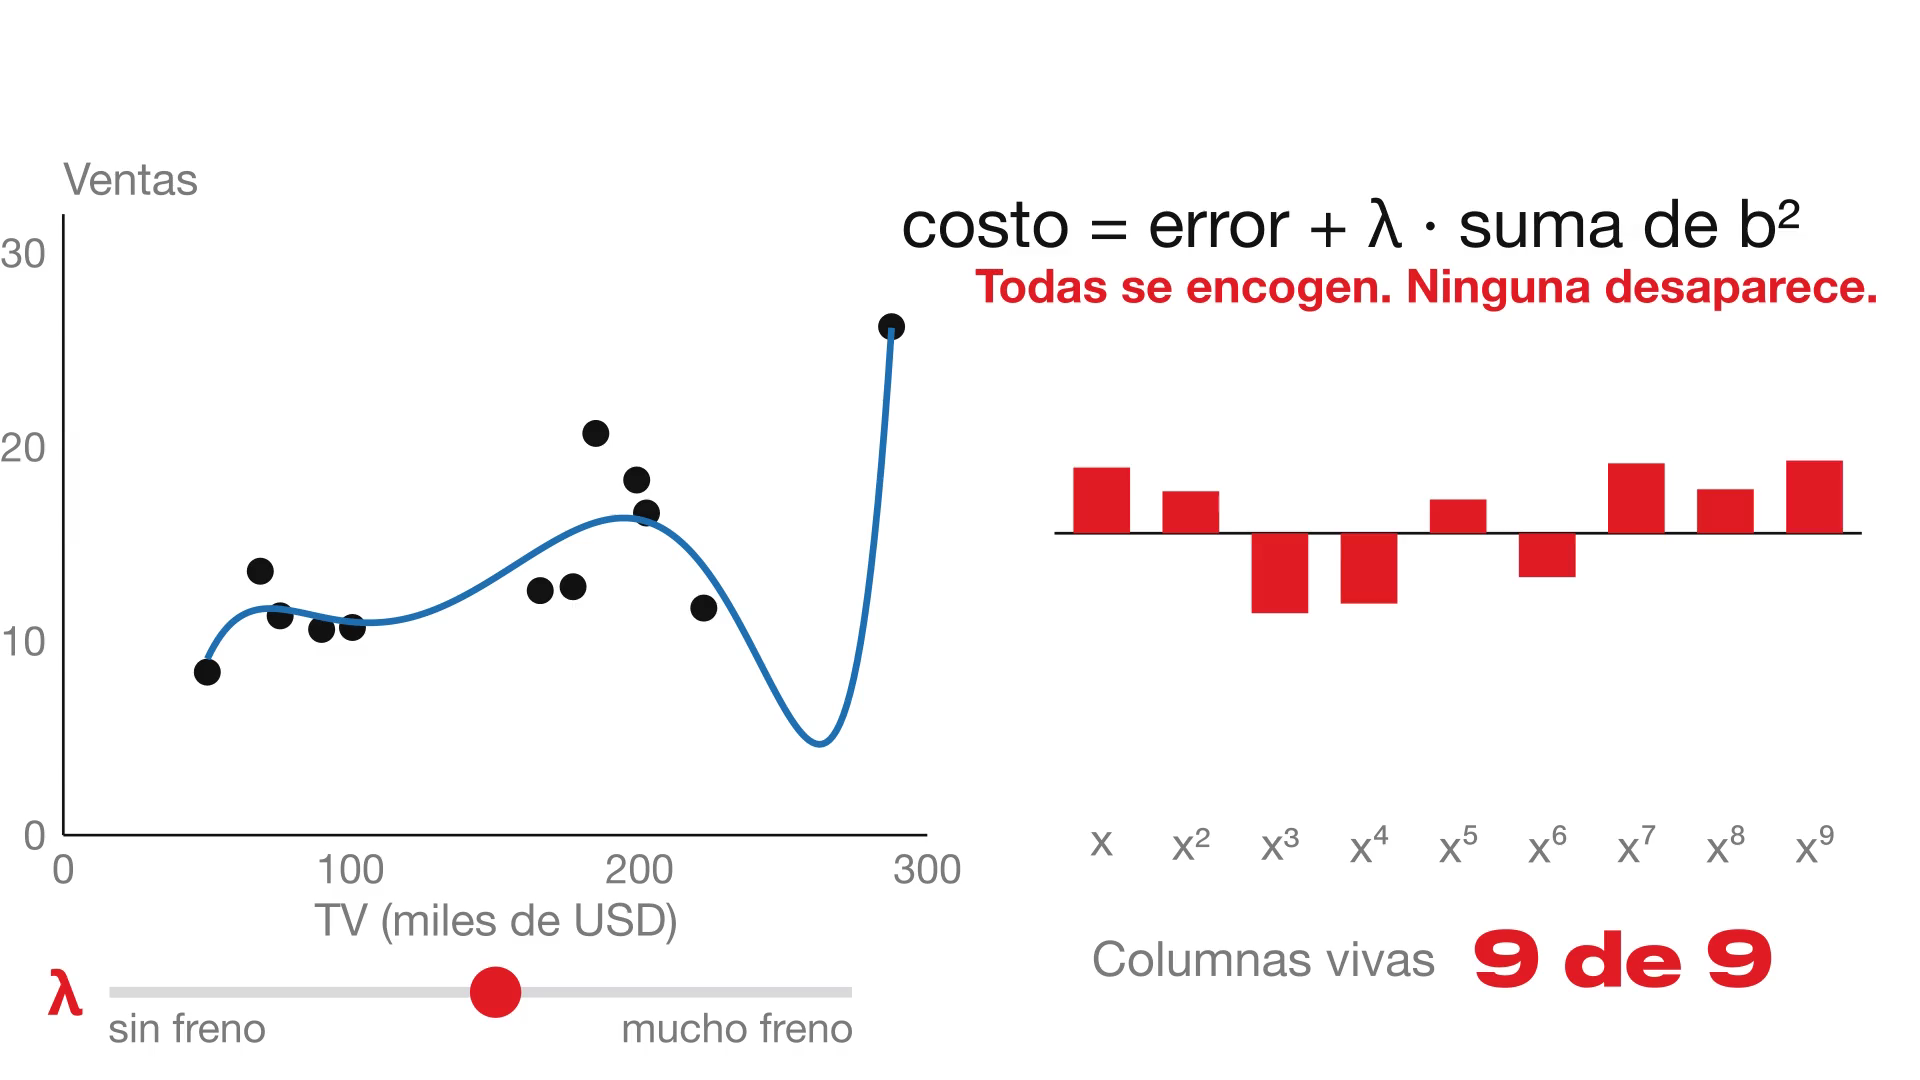 Ventas
30
20
10
0
0 100 200 300
TV (miles de USD)
λ
sin freno mucho freno
costo = error + λ · suma de b²
Todas se encogen. Ninguna desaparece.
x x² x³ x⁴ x⁵ x⁶ x⁷ x⁸ x⁹
Columnas vivas 9 de 9